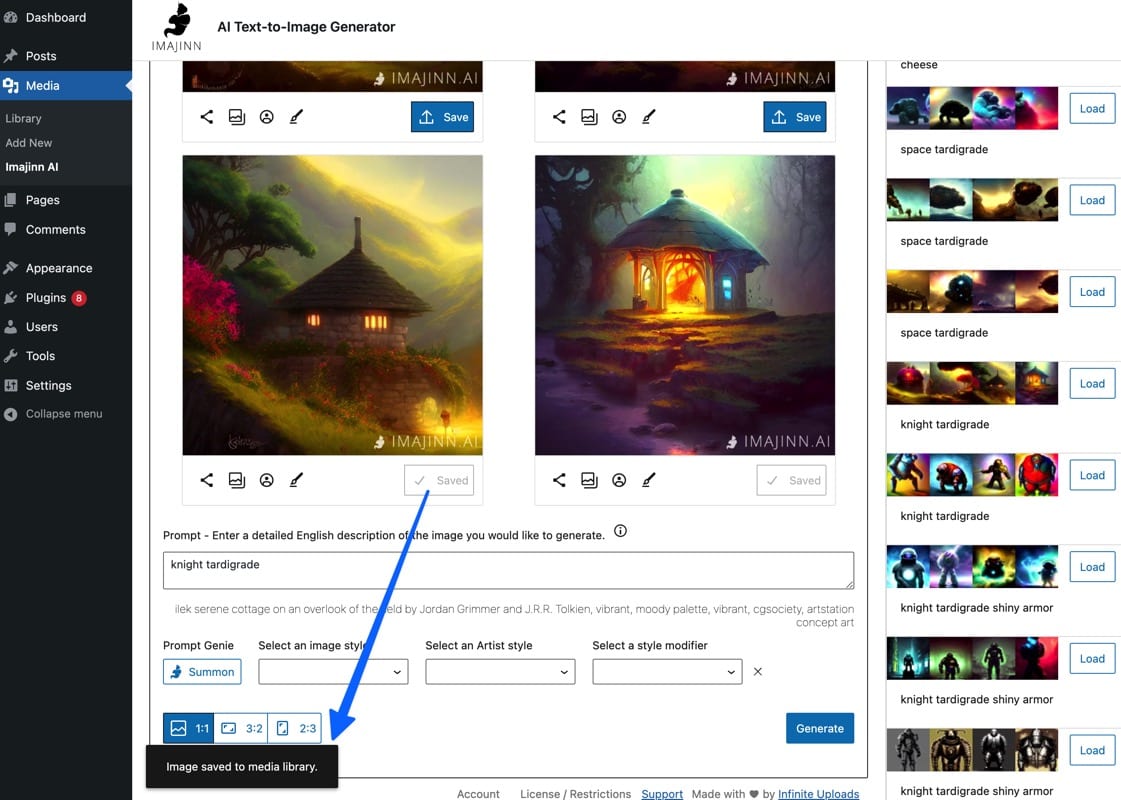 Dashboard
Posts
Media
Library
Add New
Imajinn AI
Pages
Comments
Appearance
Plugins 8
Users
Tools
Settings
Collapse menu
IMAJINN
AI Text-to-Image Generator
IMAJINN.AI
IMAJINN.AI
Save
Save
IMAJINN.AI
IMAJINN.AI
Saved
Saved
Prompt - Enter a detailed English description of the image you would like to generate.
knight tardigrade
ilek serene cottage on an overlook of the field by Jordan Grimmer and J.R.R. Tolkien, vibrant, moody palette, vibrant, cgsociety, artstation
concept art
Prompt Genie
Select an image style
Select an Artist style
Select a style modifier
Summon
1:1
3:2
2:3
Generate
Image saved to media library.
Account
License / Restrictions
Support
Made with ♥ by Infinite Uploads
cheese
Load
space tardigrade
Load
space tardigrade
Load
space tardigrade
Load
knight tardigrade
Load
knight tardigrade
Load
knight tardigrade shiny armor
Load
knight tardigrade shiny armor
Load
knight tardigrade shiny armor